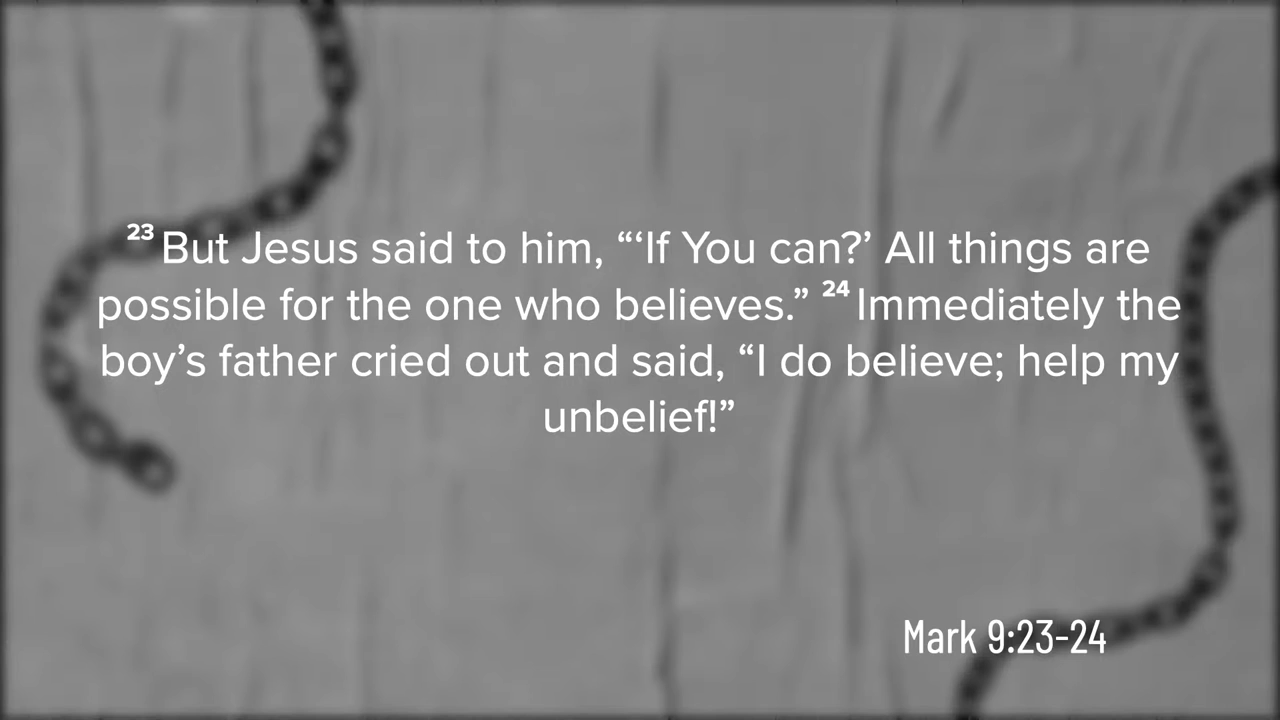 23 But Jesus said to him, “‘If You can?’ All things are
possible for the one who believes.” 24 Immediately the
boy’s father cried out and said, “I do believe; help my
unbelief!”
Mark 9:23-24